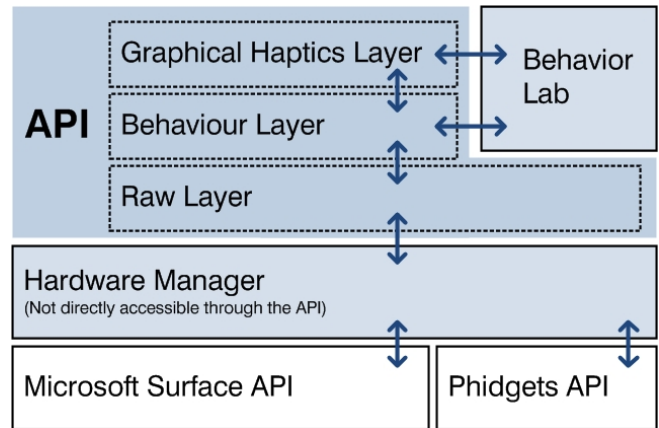 Graphical Haptics Layer
Behavior
Lab
API
Behaviour Layer
Raw Layer
Hardware Manager
(Not directly accessible through the API)
Microsoft Surface API
Phidgets API